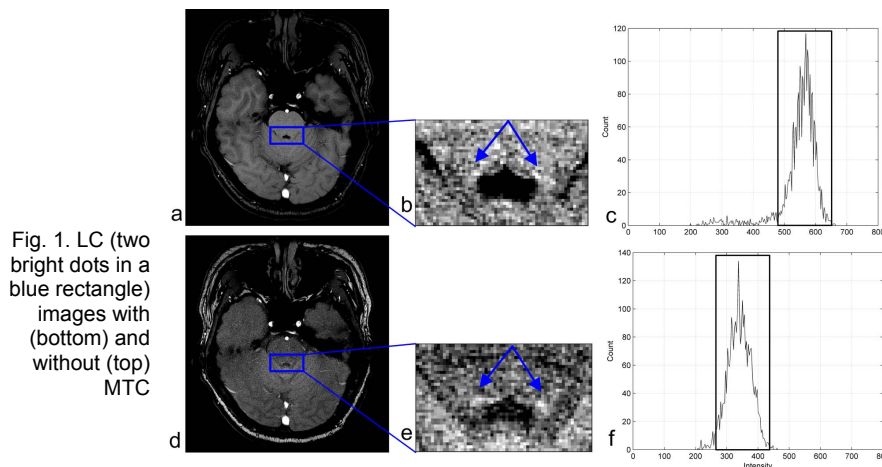 Fig. 1. LC (two
bright dots in a
blue rectangle)
images with
(bottom) and
without (top)
MTC
a
b
c
Count
120
100
80
60
40
20
0
0 100 200 300 400 500 600 700 800
d
e
f
Count
140
120
100
80
60
40
20
0
0 100 200 300 400 500 600 700 800
Intensity